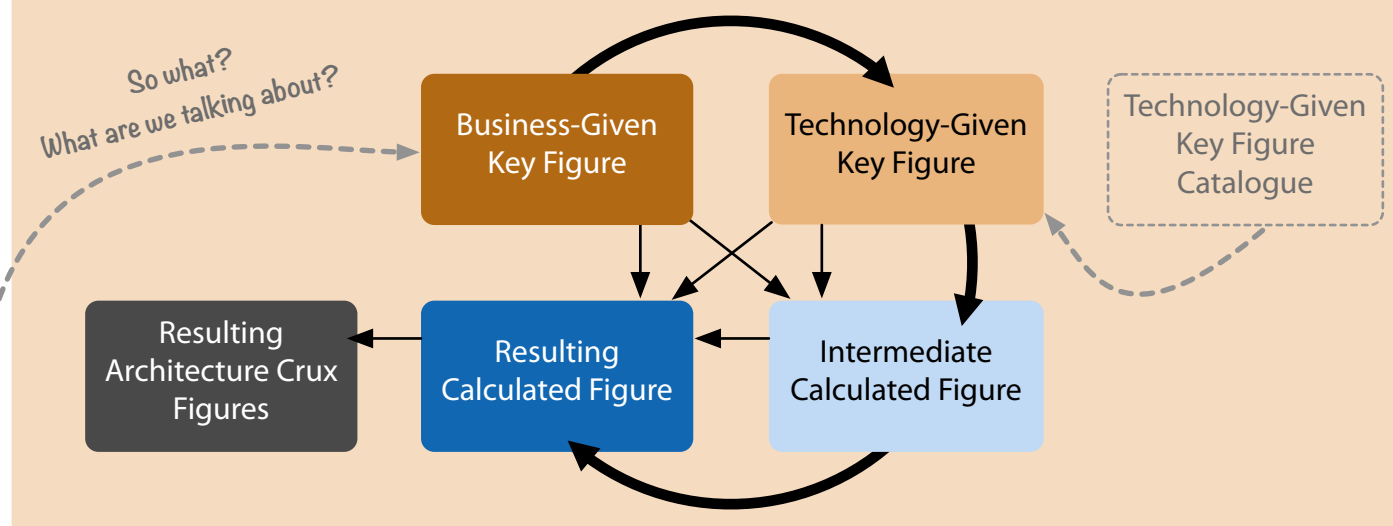 So what?
What are we talking about?
Business-Given
Key Figure
Technology-Given
Key Figure
Technology-Given
Key Figure
Catalogue
Resulting
Architecture Crux
Figures
Resulting
Calculated Figure
Intermediate
Calculated Figure